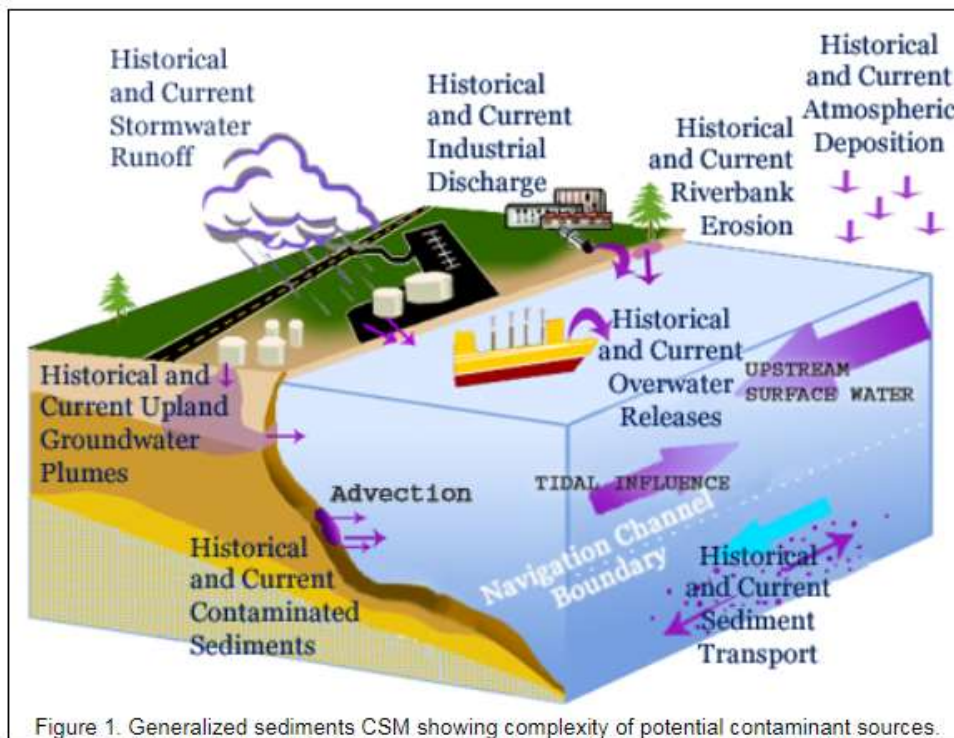 Historical
and Current
Stormwater
Runoff
Historical
and Current
Industrial
Discharge
Historical
and Current
Riverbank
Erosion
Historical
and Current
Atmospheric
Deposition
Historical
and Current
Overwater
Releases
UPSTREAM
SURFACE WATER
Historical and
Current Upland
Groundwater
Plumes
TIDAL INFLUENCE
Advection
Navigation Channel
Boundary
Historical
and Current
Contaminated
Sediments
Historical
and Current
Sediment
Transport
Figure 1. Generalized sediments CSM showing complexity of potential contaminant sources.